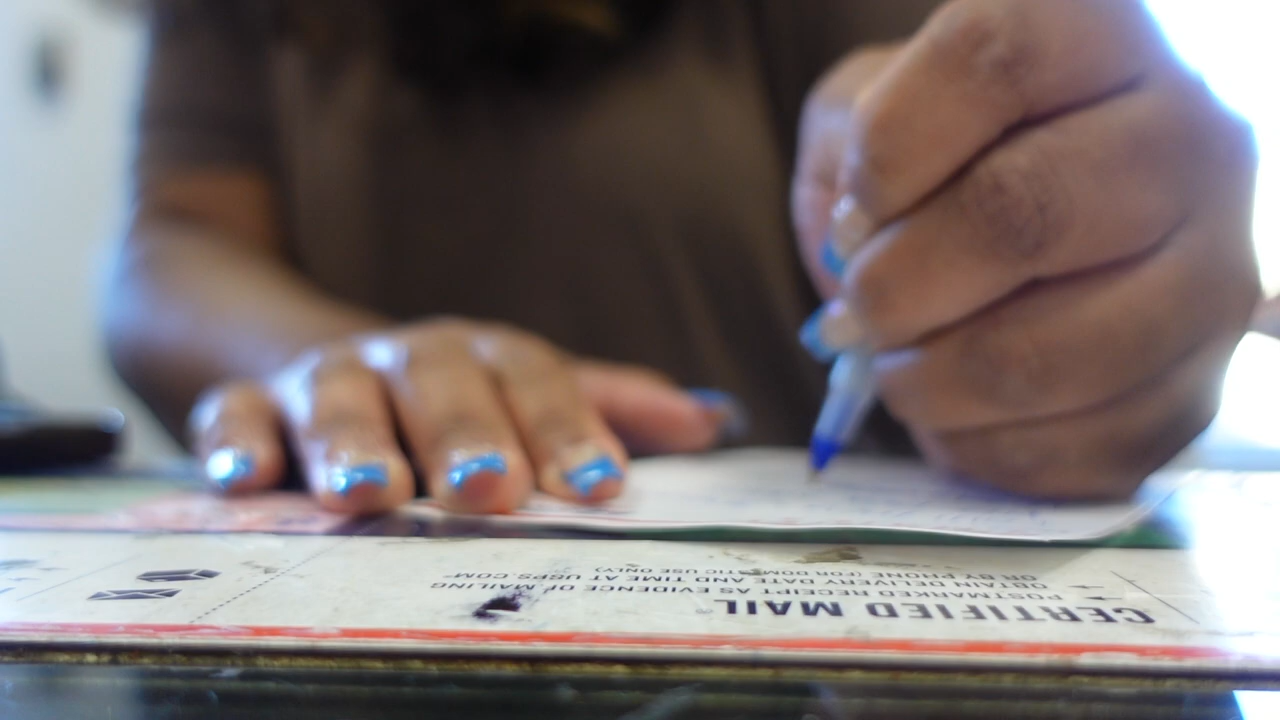 CERTIFIED MAIL®
POSTMARKED RECEIPT AS EVIDENCE OF MAILING
OBTAIN DELIVERY DATE AND TIME AT USPS.COM®
OR BY PHONE (FOR DOMESTIC USE ONLY)